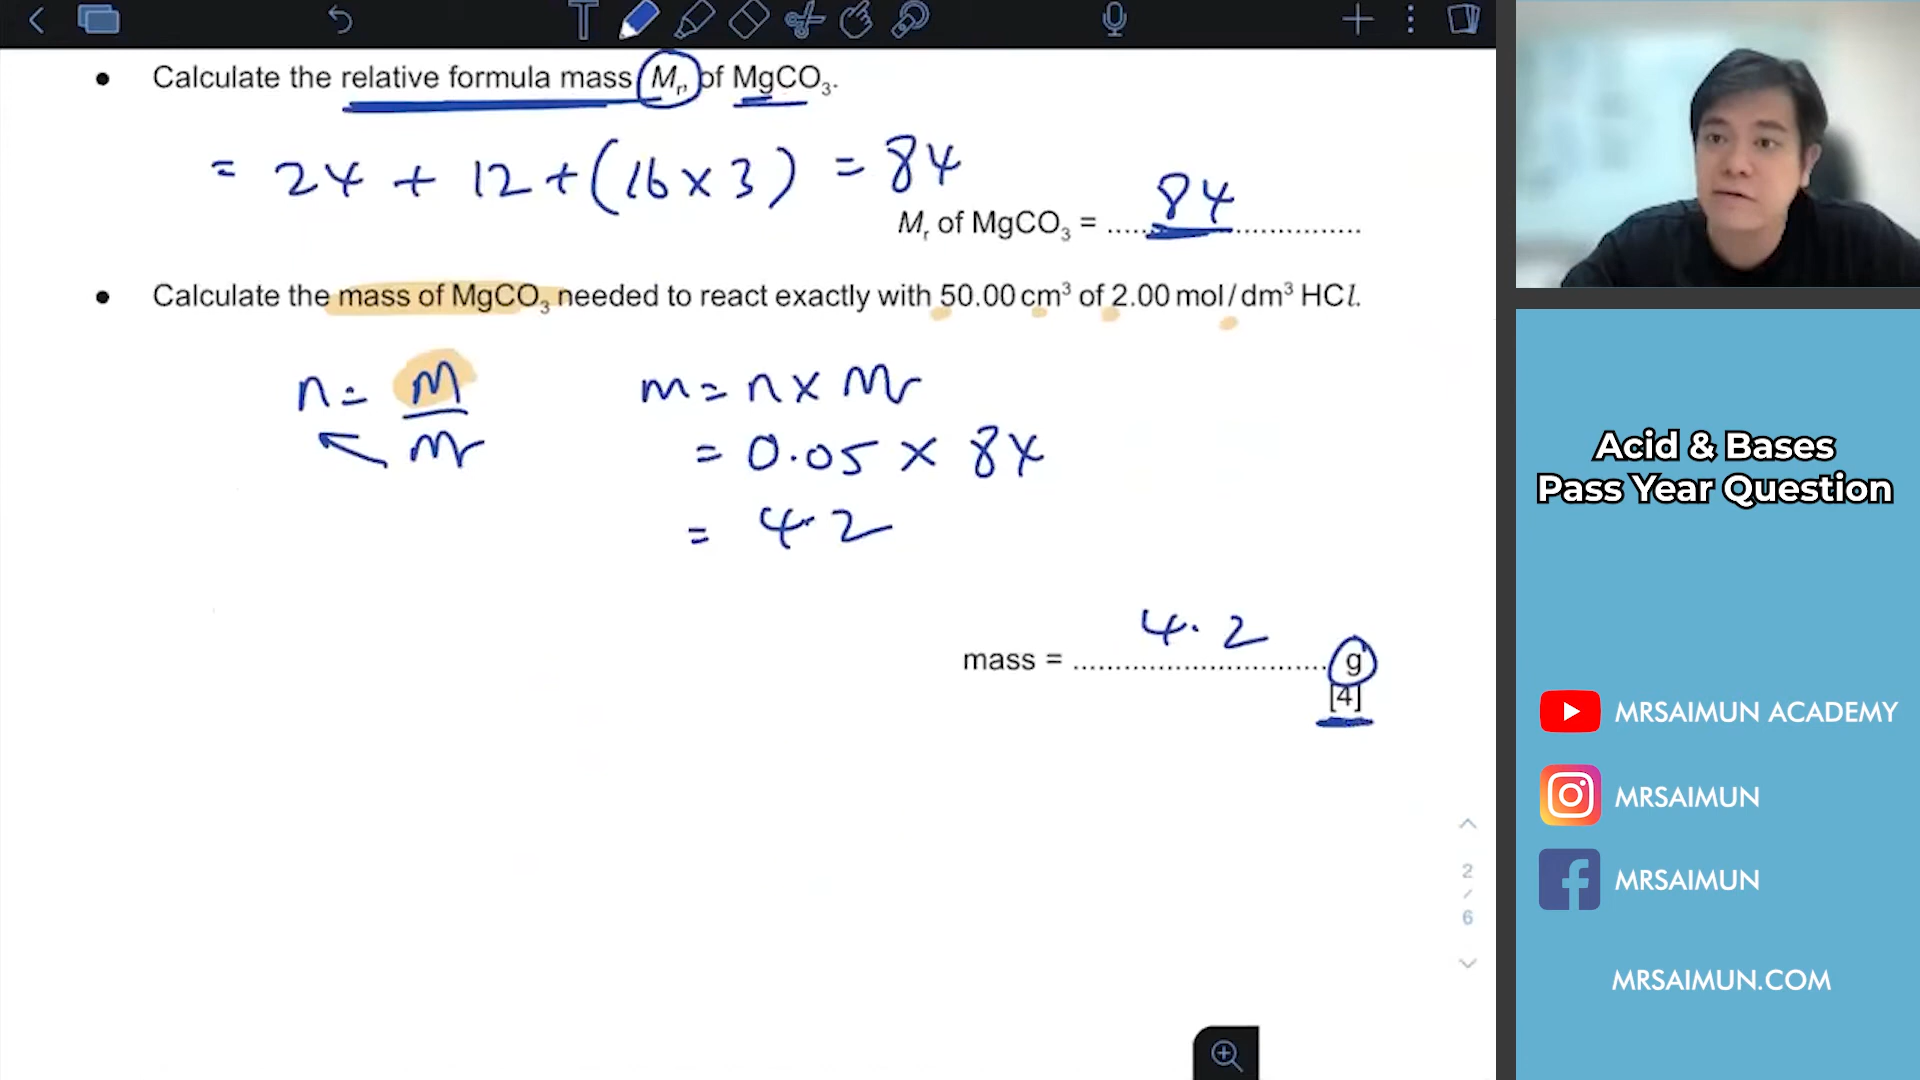 • Calculate the relative formula mass Mr, of MgCO₃.
= 24 + 12 + (16 x 3) = 84
Mr of MgCO₃ = ...... 84 ..................
• Calculate the mass of MgCO₃ needed to react exactly with 50.00 cm³ of 2.00 mol/dm³ HCl.
n = m / Mr
m = n x Mr
= 0.05 x 84
= 4.2
mass = .............. 4.2 .............. g
[4]
2
/
6
Acid & Bases
Pass Year Question
MRSAIMUN ACADEMY
MRSAIMUN
MRSAIMUN
MRSAIMUN.COM